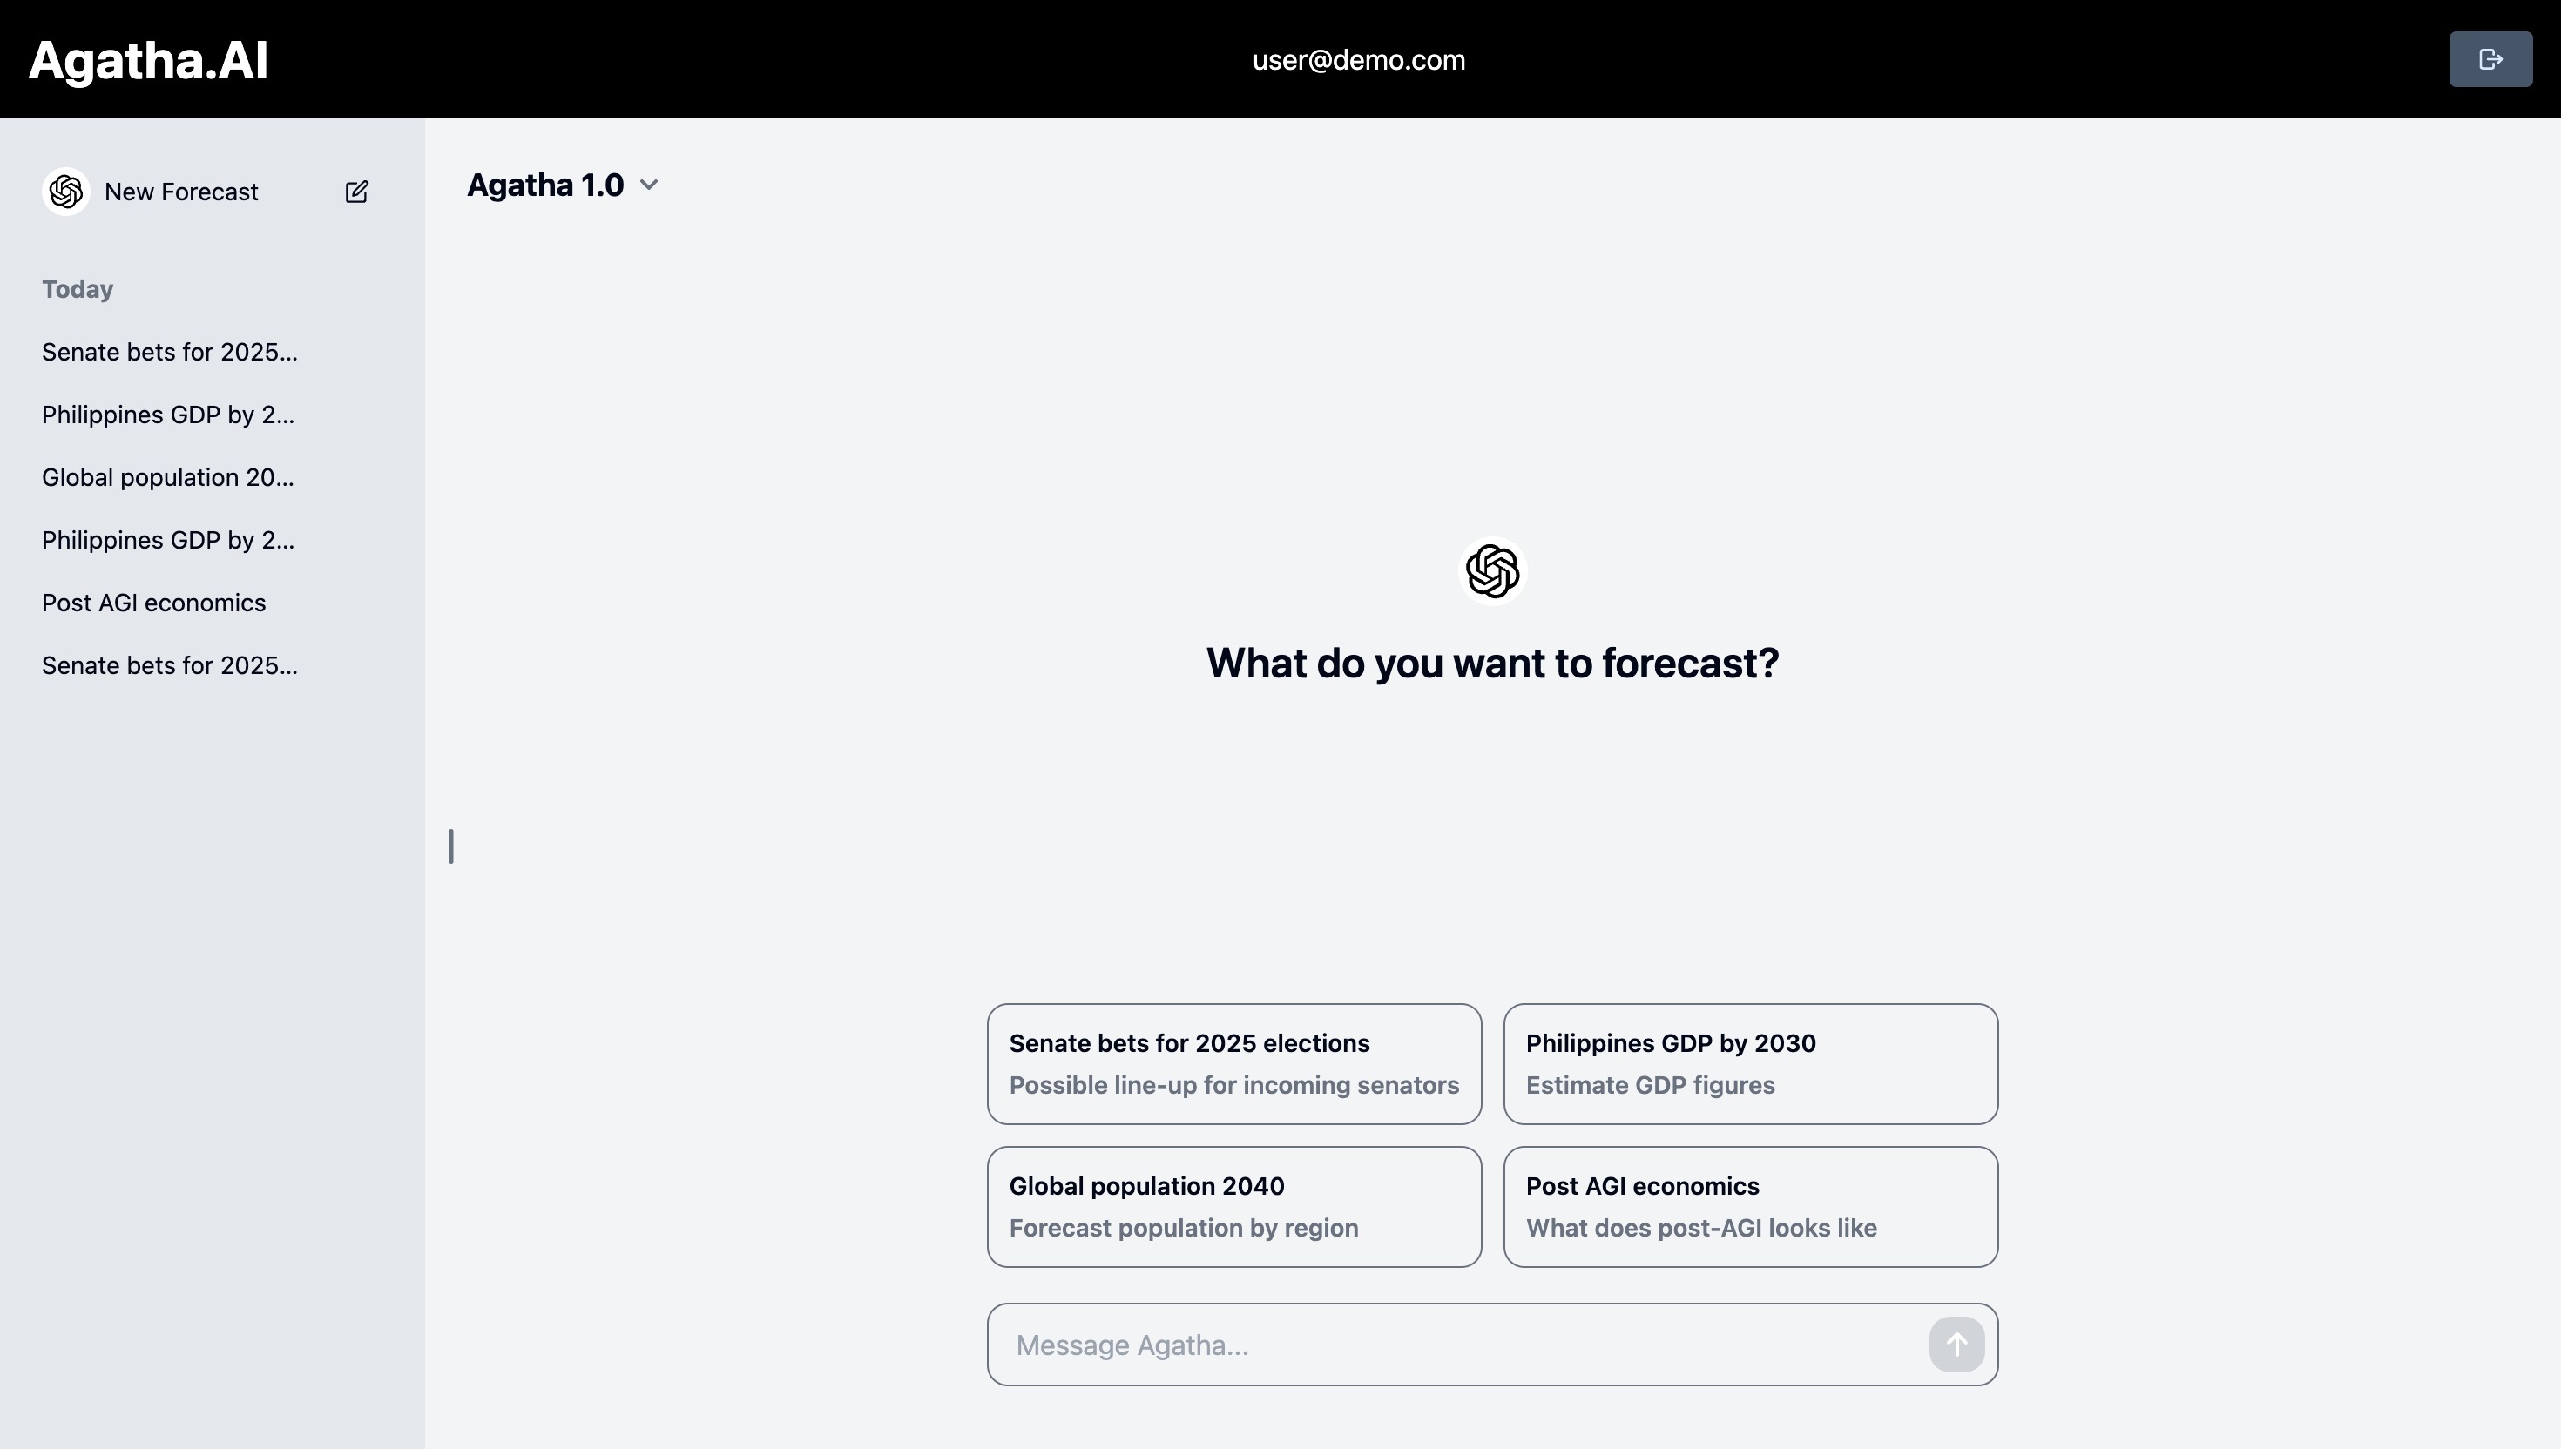 Agatha.AI
user@demo.com
New Forecast
Today
Senate bets for 2025...
Philippines GDP by 2...
Global population 20...
Philippines GDP by 2...
Post AGI economics
Senate bets for 2025...
Agatha 1.0
What do you want to forecast?
Senate bets for 2025 elections
Possible line-up for incoming senators
Philippines GDP by 2030
Estimate GDP figures
Global population 2040
Forecast population by region
Post AGI economics
What does post-AGI looks like
Message Agatha...